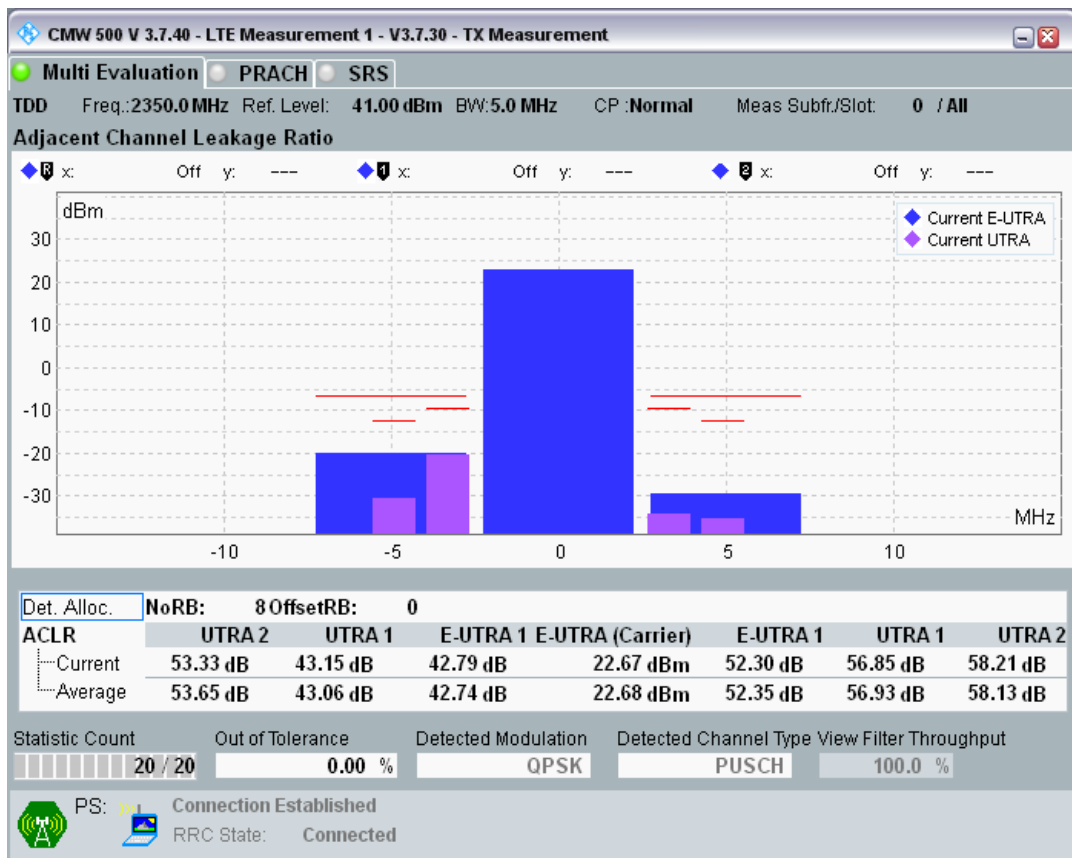 CMW 500 V 3.7.40 - LTE Measurement 1 - V3.7.30 - TX Measurement
Multi Evaluation PRACH SRS
TDD Freq.:2350.0 MHz Ref. Level: 41.00 dBm BW:5.0 MHz CP :Normal Meas Subfr./Slot: 0 / All
Adjacent Channel Leakage Ratio
R x: Off y: --- 1 x: Off y: --- 2 x: Off y: ---
dBm
Current E-UTRA
Current UTRA
30
20
10
0
-10
-20
-30
MHz
-10 -5 0 5 10
Det. Alloc. NoRB: 8 OffsetRB: 0
ACLR UTRA 2 UTRA 1 E-UTRA 1 E-UTRA (Carrier) E-UTRA 1 UTRA 1 UTRA 2
Current 53.33 dB 43.15 dB 42.79 dB 22.67 dBm 52.30 dB 56.85 dB 58.21 dB
Average 53.65 dB 43.06 dB 42.74 dB 22.68 dBm 52.35 dB 56.93 dB 58.13 dB
Statistic Count Out of Tolerance Detected Modulation Detected Channel Type View Filter Throughput
20 / 20 0.00 % QPSK PUSCH 100.0 %
PS: Connection Established
RRC State: Connected